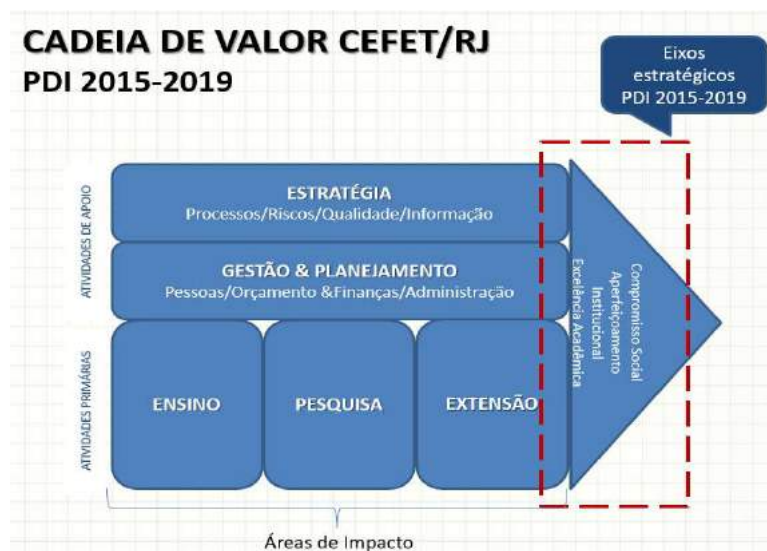 CADEIA DE VALOR CEFET/RJ
PDI 2015-2019
Eixos
estratégicos
PDI 2015-2019
ATIVIDADES DE APOIO
ESTRATÉGIA
Processos/Riscos/Qualidade/Informação
GESTÃO & PLANEJAMENTO
Pessoas/Orçamento &Finanças/Administração
ATIVIDADES PRIMÁRIAS
ENSINO
PESQUISA
EXTENSÃO
Compromisso Social
Aperfeiçoamento
Institucional
Excelência Acadêmica
Áreas de Impacto